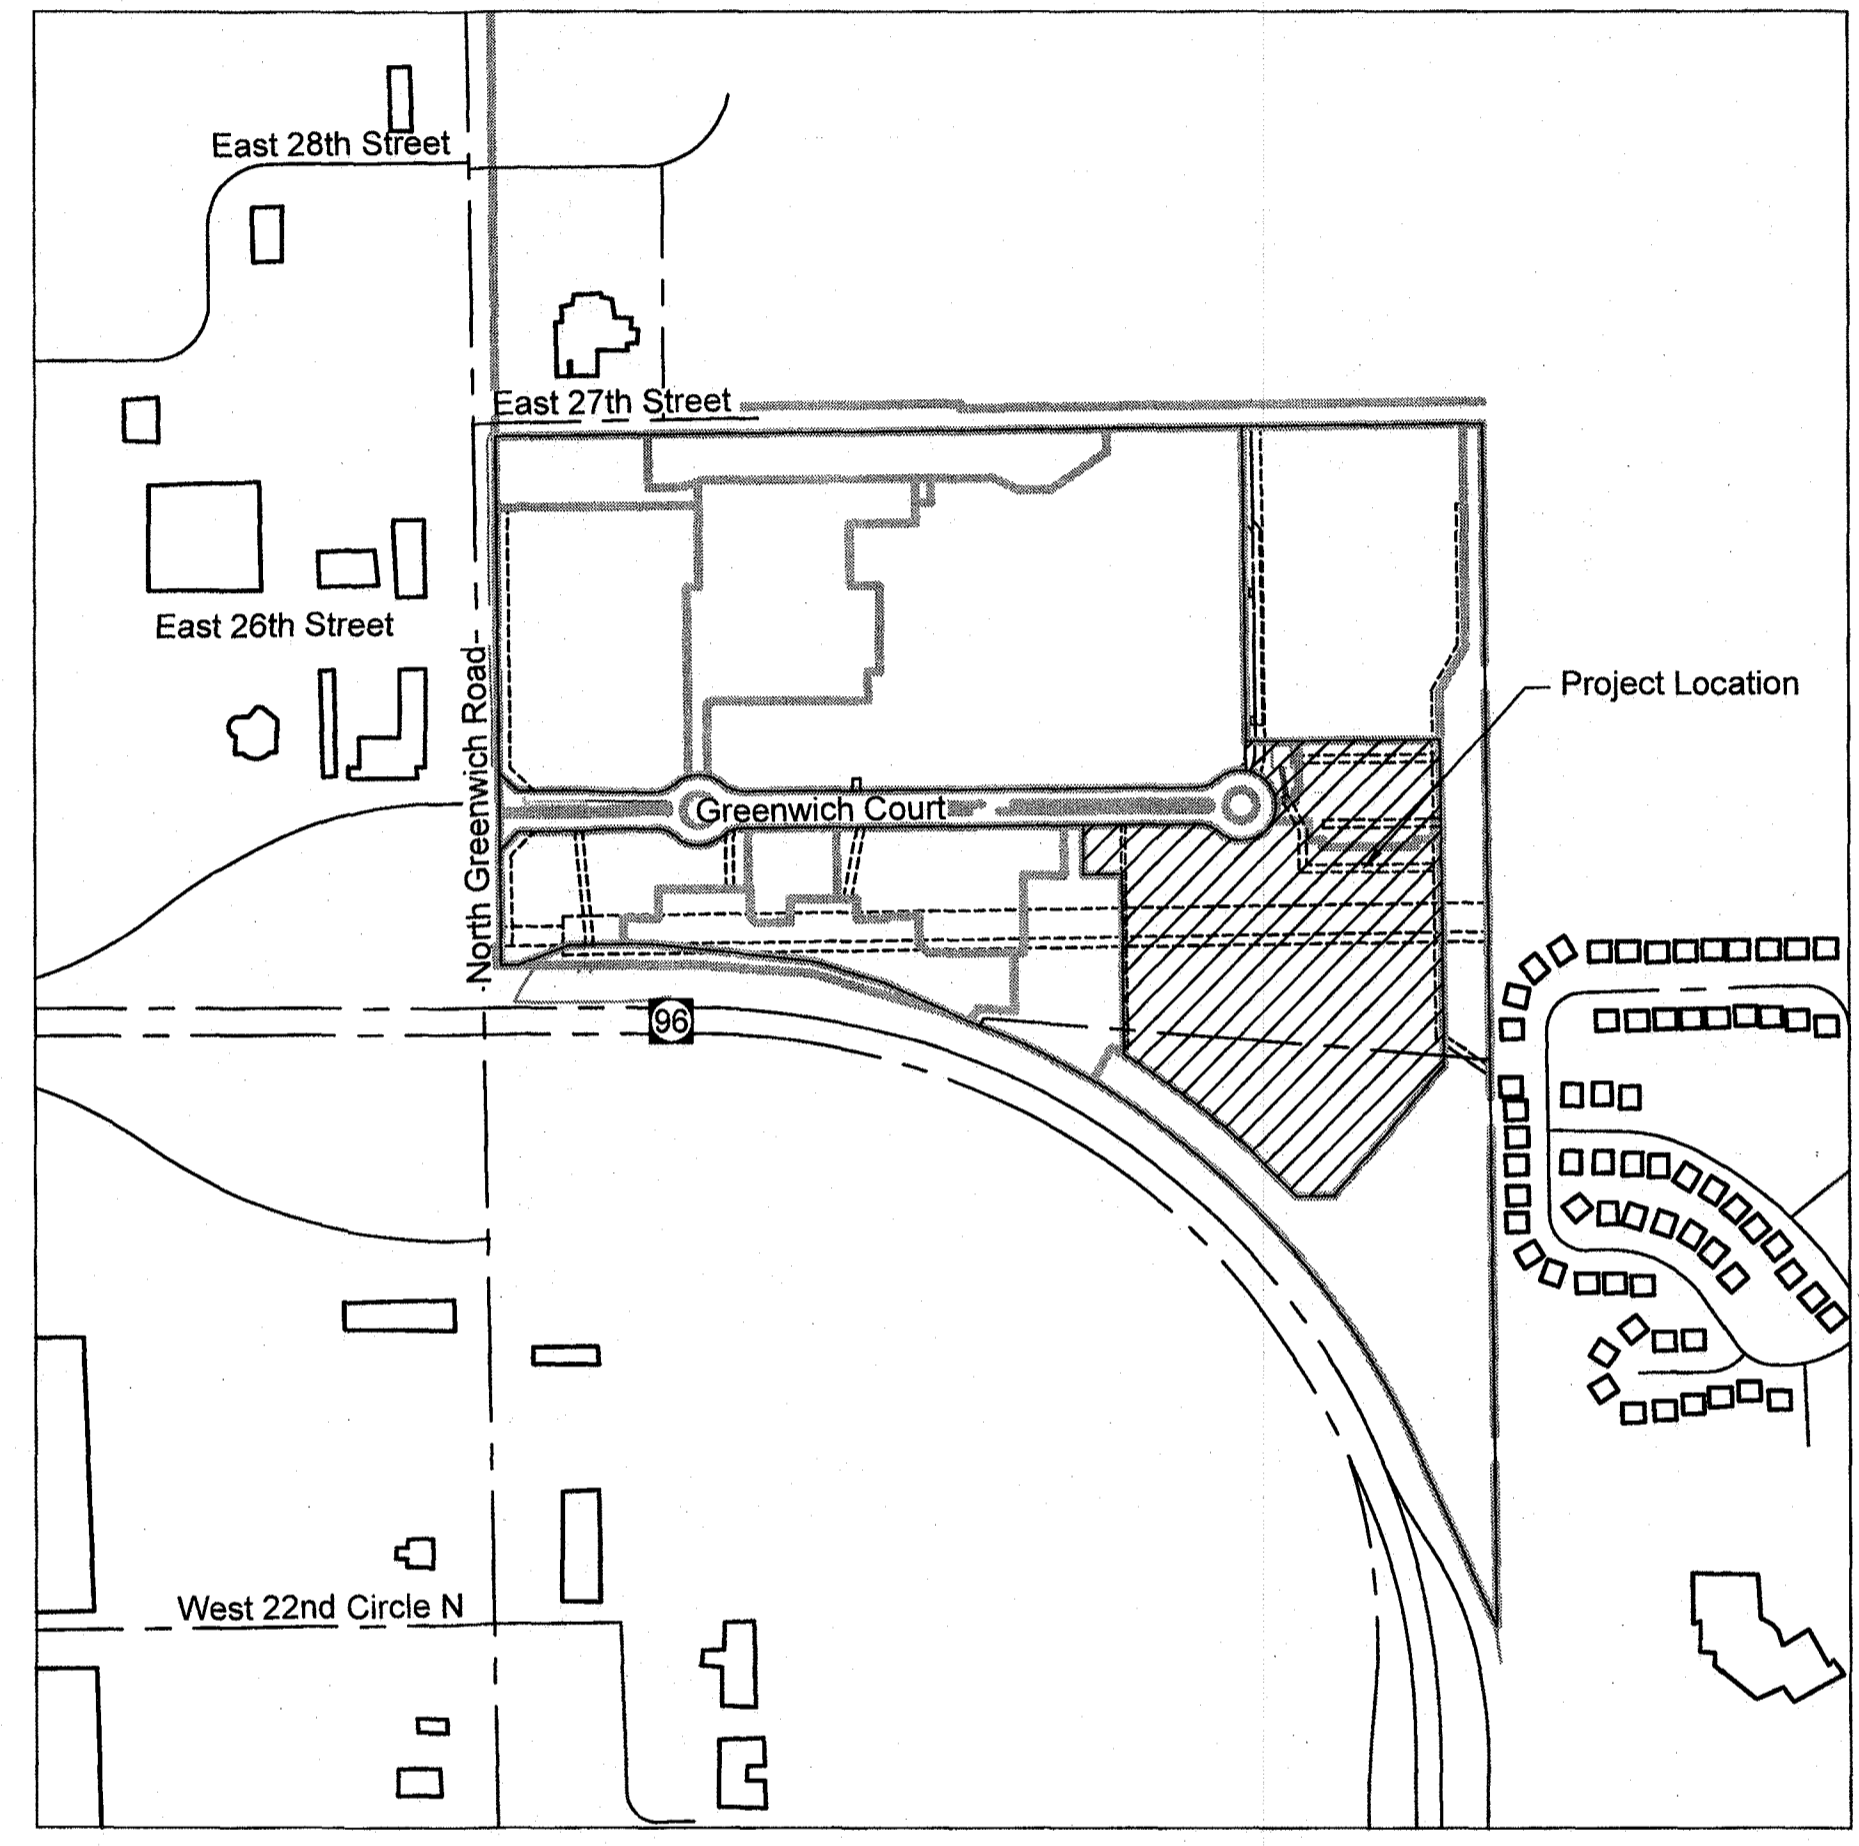 East 28th Street
East 27th Street
East 26th Street
Project Location
North Greenwich Road
Greenwich Court
96
West 22nd Circle N